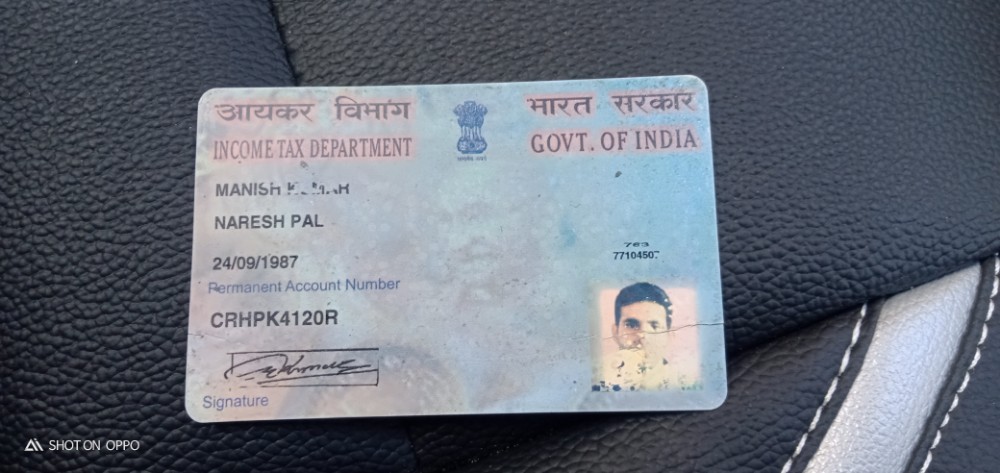 आयकर विभाग
INCOME TAX DEPARTMENT
भारत सरकार
GOVT. OF INDIA
MANISH
NARESH PAL
24/09/1987
Permanent Account Number
CRHPK4120R
763
Signature
SHOT ON OPPO